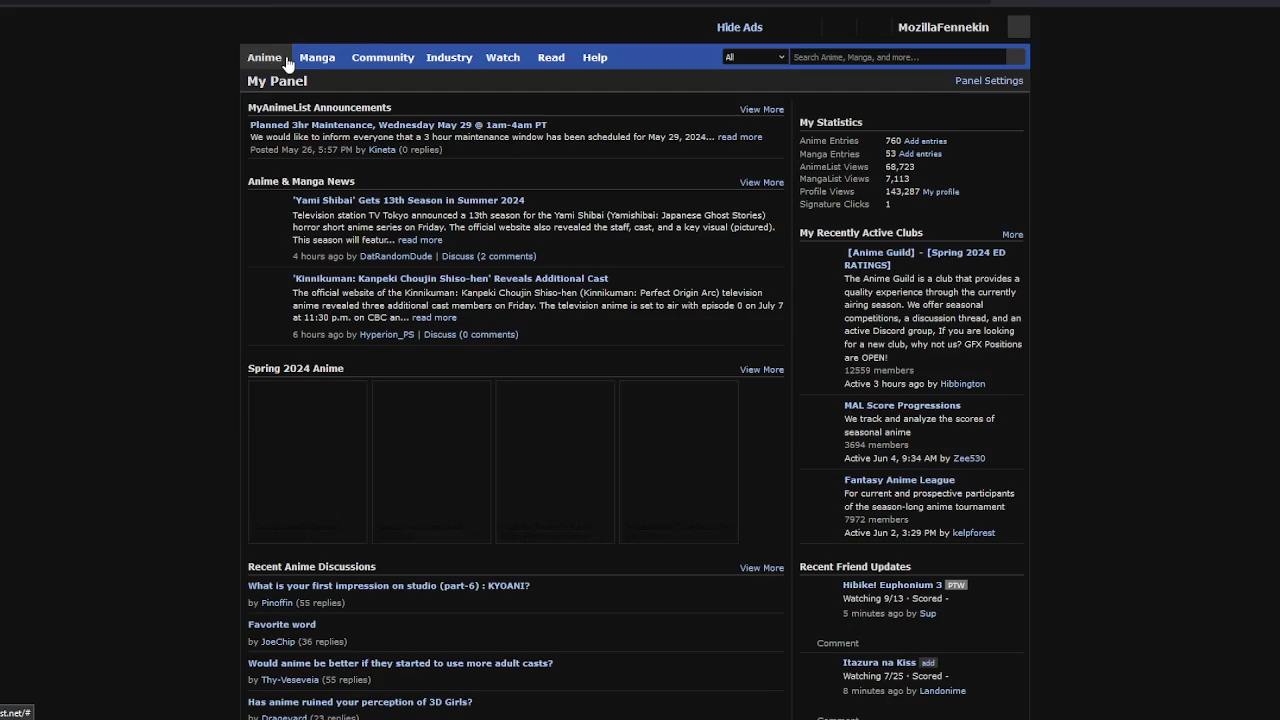 Hide Ads
MozillaFennekin
Anime
Manga
Community
Industry
Watch
Read
Help
All
Search Anime, Manga, and more...
My Panel
Panel Settings
MyAnimeList Announcements
View More
Planned 3hr Maintenance, Wednesday May 29 @ 1am-4am PT
We would like to inform everyone that a 3 hour maintenance window has been scheduled for May 29, 2024... read more
Posted May 26, 5:57 PM by Kineta (0 replies)
Anime & Manga News
View More
'Yami Shibai' Gets 13th Season in Summer 2024
Television station TV Tokyo announced a 13th season for the Yami Shibai (Yamishibai: Japanese Ghost Stories)
horror short anime series on Friday. The official website also revealed the staff, cast, and a key visual (pictured).
This season will featur... read more
4 hours ago by DatRandomDude | Discuss (2 comments)
'Kinnikuman: Kanpeki Choujin Shiso-hen' Reveals Additional Cast
The official website of the Kinnikuman: Kanpeki Choujin Shiso-hen (Kinnikuman: Perfect Origin Arc) television
anime revealed three additional cast members on Friday. The television anime is set to air with episode 0 on July 7
at 11:30 p.m. on CBC an... read more
6 hours ago by Hyperion_PS | Discuss (0 comments)
Spring 2024 Anime
View More
Recent Anime Discussions
View More
What is your first impression on studio (part-6) : KYOANI?
by Pinoffin (55 replies)
Favorite word
by JoeChip (36 replies)
Would anime be better if they started to use more adult casts?
by Thy-Veseveia (55 replies)
Has anime ruined your perception of 3D Girls?
by Dragevard (23 replies)
My Statistics
Anime Entries 760 Add entries
Manga Entries 53 Add entries
AnimeList Views 68,723
MangaList Views 7,113
Profile Views 143,287 My profile
Signature Clicks 1
My Recently Active Clubs
More
[Anime Guild] - [Spring 2024 ED
RATINGS]
The Anime Guild is a club that provides a
quality experience through the currently
airing season. We offer seasonal
competitions, a discussion thread, and an
active Discord group, If you are looking
for a new club, why not us? GFX Positions
are OPEN!
12559 members
Active 3 hours ago by Hibbington
MAL Score Progressions
We track and analyze the scores of
seasonal anime
3694 members
Active Jun 4, 9:34 AM by Zee530
Fantasy Anime League
For current and prospective participants
of the season-long anime tournament
7972 members
Active Jun 2, 3:29 PM by kelpforest
Recent Friend Updates
Hibike! Euphonium 3 PTW
Watching 9/13 · Scored -
5 minutes ago by Sup
Comment
Itazura na Kiss add
Watching 7/25 · Scored -
8 minutes ago by Landonime
st.net/#